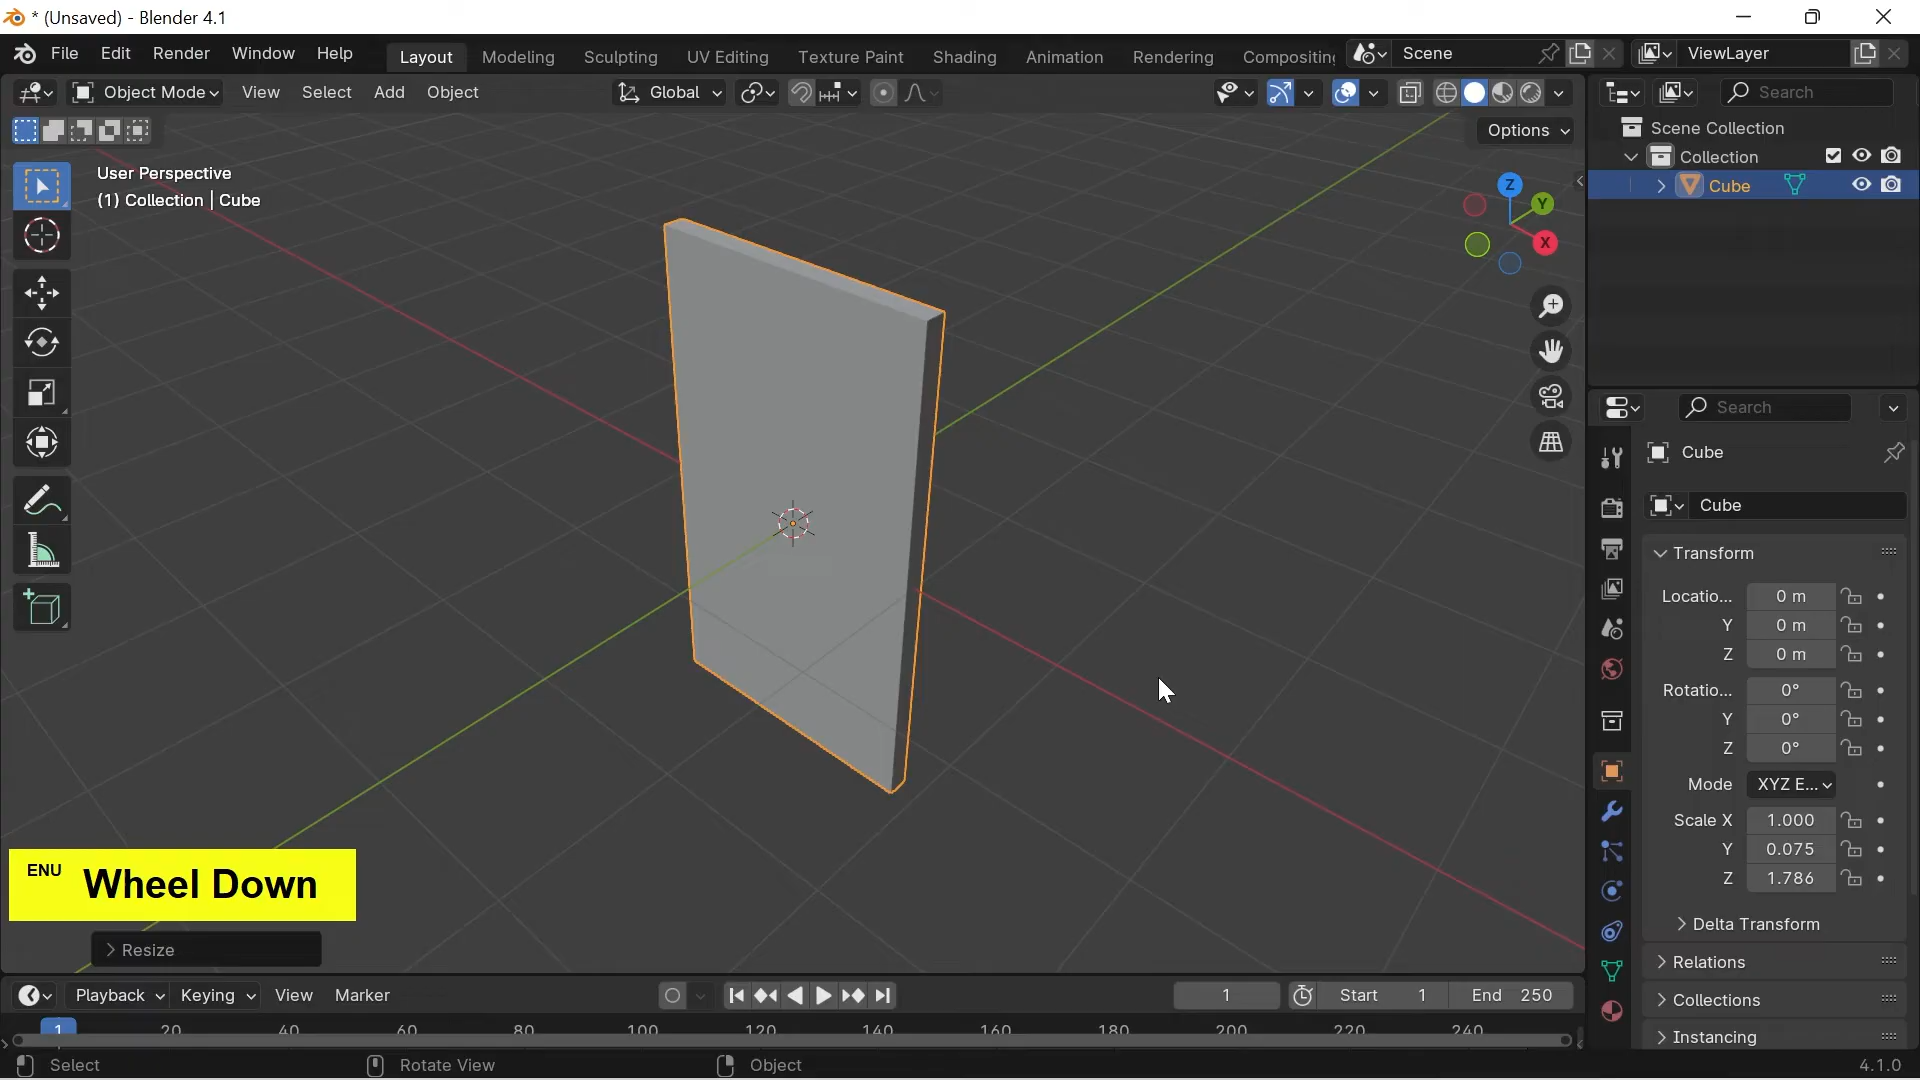 * (Unsaved) - Blender 4.1
File Edit Render Window Help Layout Modeling Sculpting UV Editing Texture Paint Shading Animation Rendering Scene ViewLayer
Object Mode View Select Add Object Global Search
Options
Scene Collection
Collection
Cube
User Perspective
(1) Collection | Cube
Z
Y
X
Search
Cube
Cube
Transform
Locatio... 0 m
Y 0 m
Z 0 m
Rotatio... 0°
Y 0°
Z 0°
Mode XYZ E...
Scale X 1.000
Y 0.075
Z 1.786
Delta Transform
Relations
Collections
Instancing
ENU Wheel Down
Resize
Playback Keying View Marker 1 Start 1 End 250
1 20 40 60 80 100 120 140 160 180 200 220 240
Select Rotate View Object 4.1.0